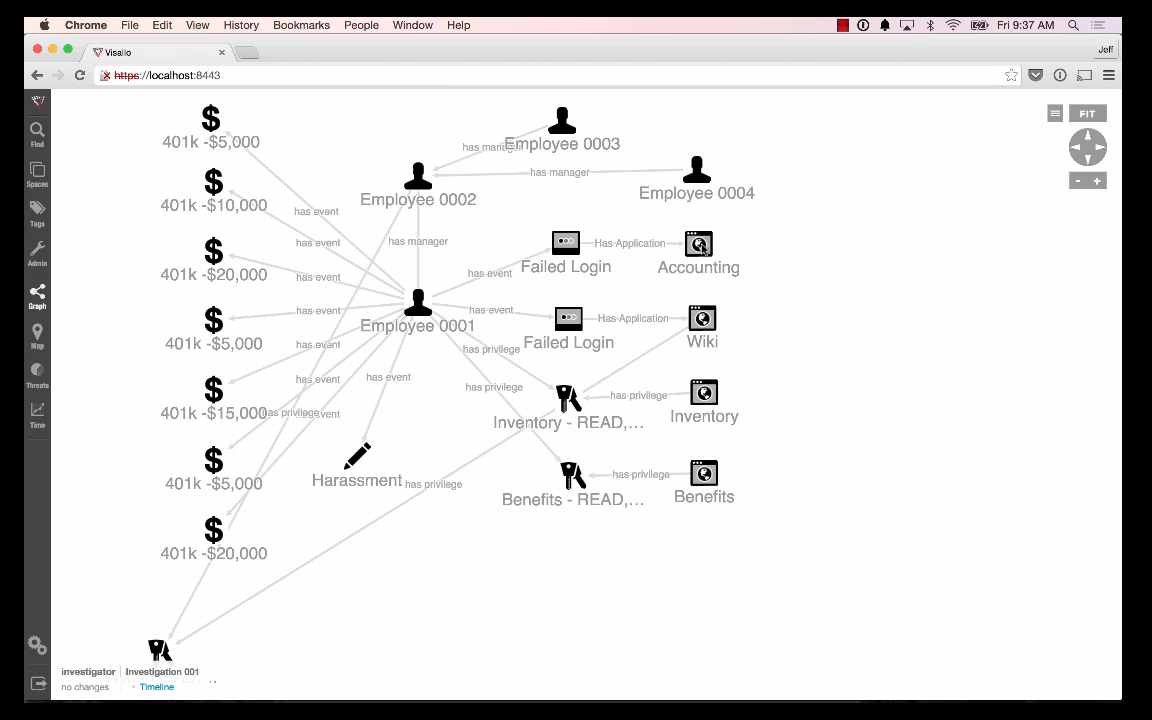 Chrome File Edit View History Bookmarks People Window Help Fri 9:37 AM
Visallo Jeff
https://localhost:8443
401k -$5,000
401k -$10,000
401k -$20,000
401k -$5,000
401k -$15,000
401k -$5,000
401k -$20,000
Employee 0003
Employee 0002
Employee 0004
Employee 0001
has manager
has manager
has manager
has event
has event
has event
has event
has event
has event
has event
has event
has privilege
has privilege
has privilege
has privilege
Failed Login
Has Application
Accounting
Failed Login
Has Application
Wiki
Inventory - READ,...
has privilege
Inventory
Benefits - READ,...
has privilege
Benefits
Harassment
Find
Spaces
Tags
Admin
Graph
Map
Threats
Time
FIT
- +
investigator Investigation 001
no changes Timeline